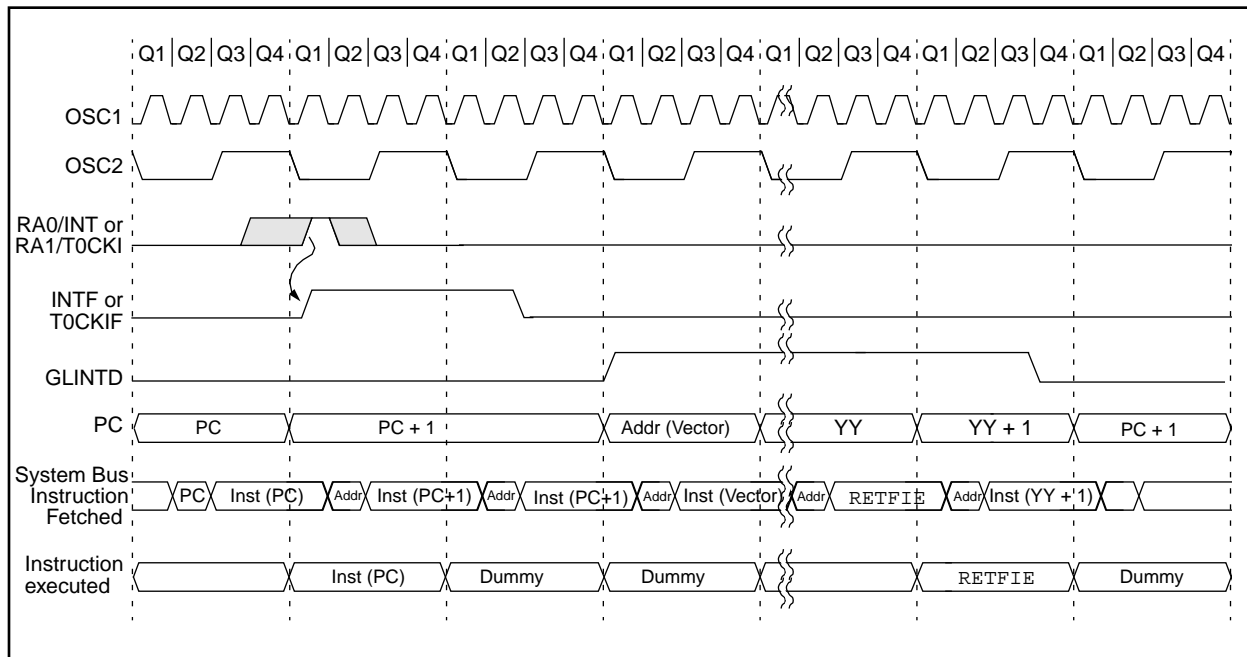 Q1 Q2 Q3 Q4 Q1 Q2 Q3 Q4 Q1 Q2 Q3 Q4 Q1 Q2 Q3 Q4 Q1 Q2 Q3 Q4 Q1 Q2 Q3 Q4 Q1 Q2 Q3 Q4
OSC1
OSC2
RA0/INT or
RA1/T0CKI
INTF or
T0CKIF
GLINTD
PC PC PC + 1 Addr (Vector) YY YY + 1 PC + 1
System Bus
Instruction
Fetched
PC Inst (PC) Addr Inst (PC+1) Addr Inst (PC+1) Addr Inst (Vector) Addr RETFIE Addr Inst (YY + 1)
Instruction
executed
Inst (PC) Dummy Dummy RETFIE Dummy